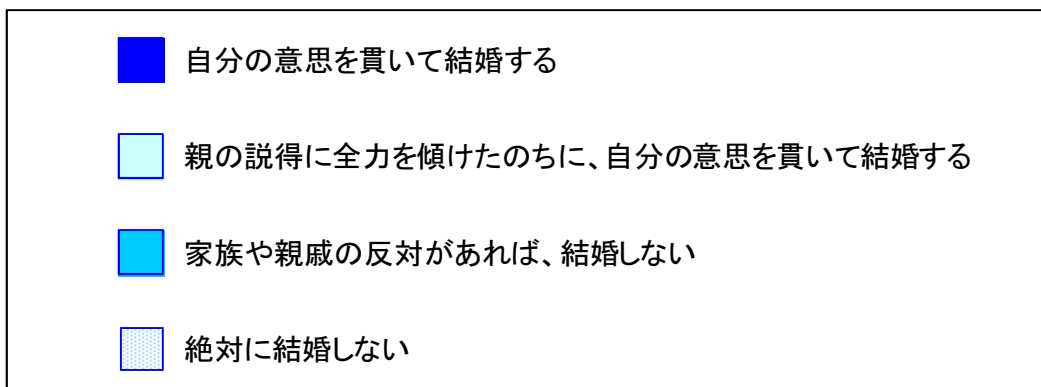 自分の意思を貫いて結婚する
親の説得に全力を傾けたのちに、自分の意思を貫いて結婚する
家族や親戚の反対があれば、結婚しない
絶対に結婚しない